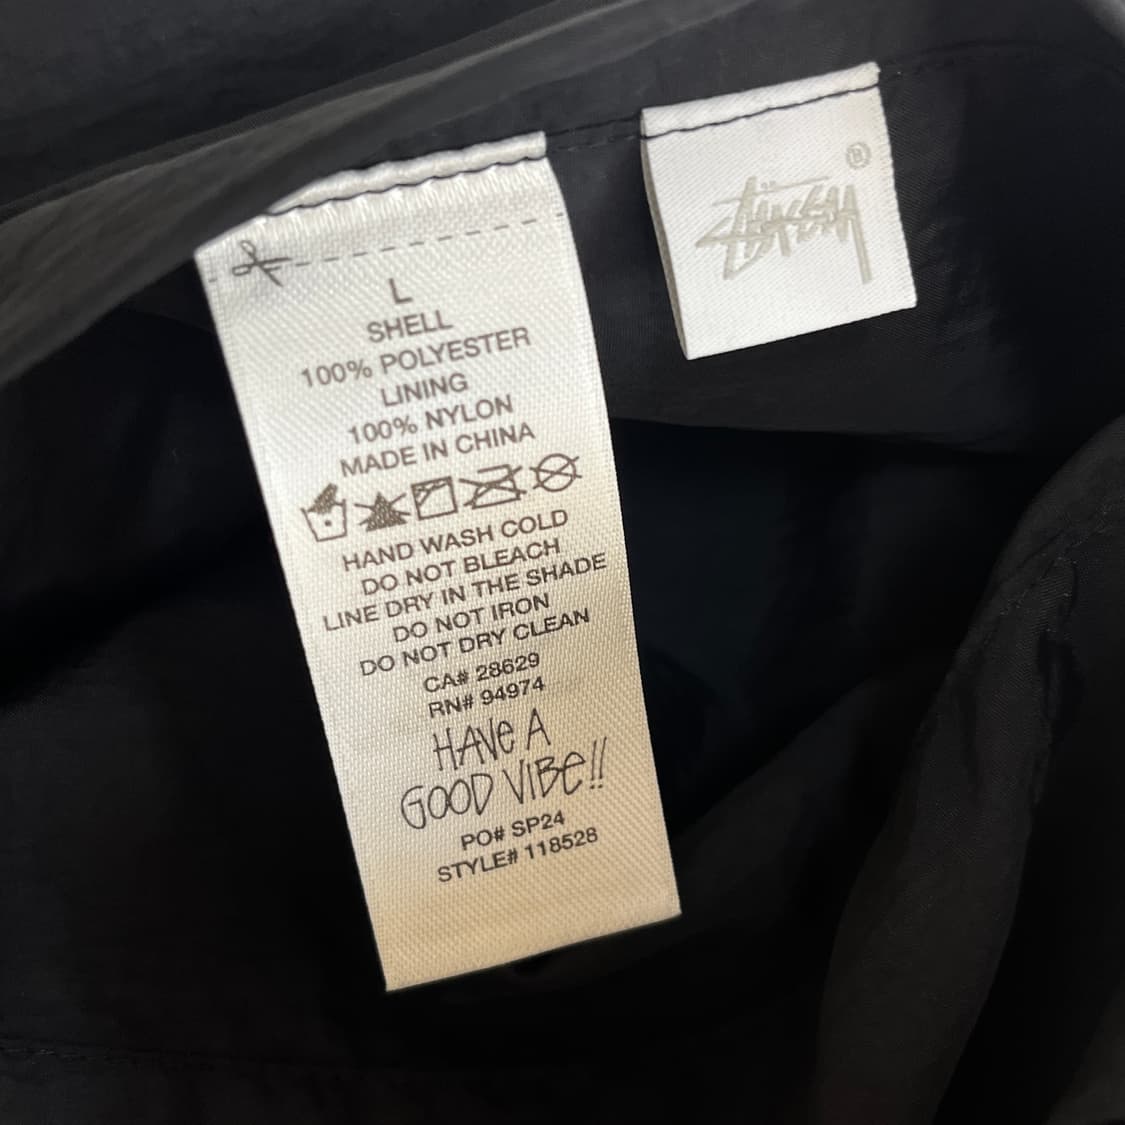 L
SHELL
100% POLYESTER
LINING
100% NYLON
MADE IN CHINA
HAND WASH COLD
DO NOT BLEACH
LINE DRY IN THE SHADE
DO NOT IRON
DO NOT DRY CLEAN
CA# 28629
RN# 94974
HAVE A
GOOD VIBE!!
PO# SP24
STYLE# 118528
Stüssy ®